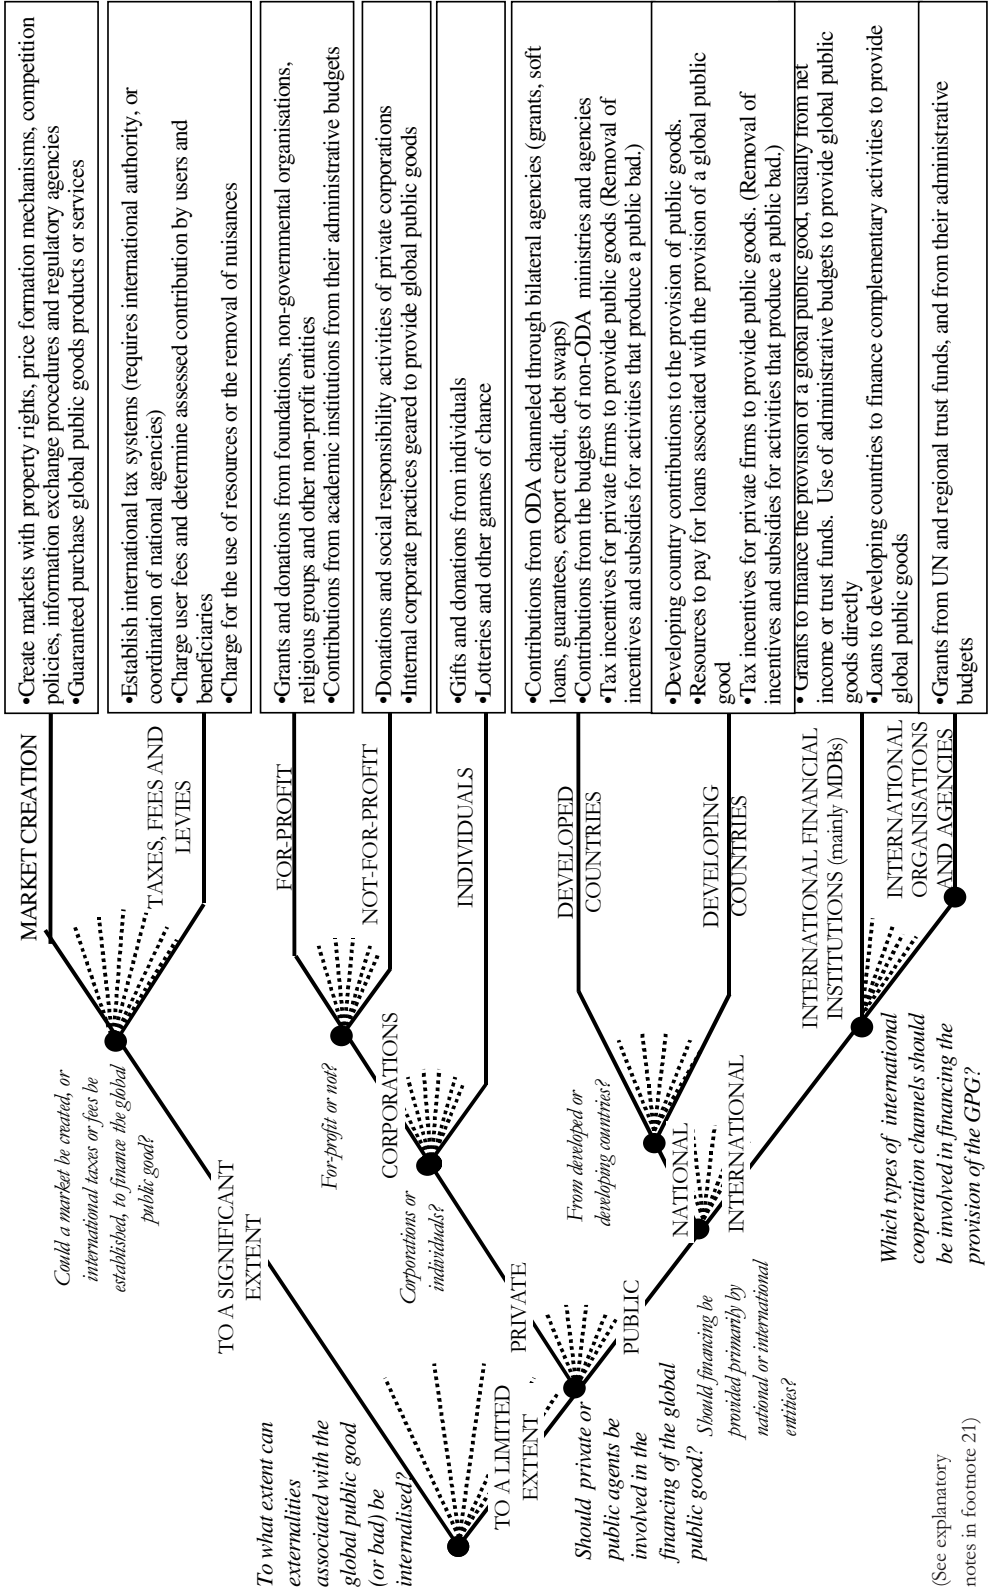 To what extent can
externalities
associated with the
global public good
(or bad) be
internalised?
TO A SIGNIFICANT
EXTENT
TO A LIMITED
EXTENT
Could a market be created, or
international taxes or fees be
established, to finance the global
public good?
MARKET CREATION
•Create markets with property rights, price formation mechanisms, competition
policies, information exchange procedures and regulatory agencies
•Guaranteed purchase global public goods products or services
TAXES, FEES AND
LEVIES
•Establish international tax systems (requires international authority, or
coordination of national agencies)
•Charge user fees and determine assessed contribution by users and
beneficiaries
•Charge for the use of resources or the removal of nuisances
Should private or
public agents be
involved in the
financing of the global
public good?
PRIVATE
PUBLIC
Corporations or
individuals?
CORPORATIONS
For-profit or not?
FOR-PROFIT
•Grants and donations from foundations, non-governmental organisations,
religious groups and other non-profit entities
•Contributions from academic institutions from their administrative budgets
NOT-FOR-PROFIT
•Donations and social responsibility activities of private corporations
•Internal corporate practices geared to provide global public goods
INDIVIDUALS
•Gifts and donations from individuals
•Lotteries and other games of chance
Should financing be
provided primarily by
national or international
entities?
NATIONAL
INTERNATIONAL
From developed or
developing countries?
DEVELOPED
COUNTRIES
•Contributions from ODA channeled through bilateral agencies (grants, soft
loans, guarantees, export credit, debt swaps)
•Contributions from the budgets of non-ODA ministries and agencies
•Tax incentives for private firms to provide public goods (Removal of
incentives and subsidies for activities that produce a public bad.)
DEVELOPING
COUNTRIES
•Developing country contributions to the provision of public goods.
•Resources to pay for loans associated with the provision of a global public
good
•Tax incentives for private firms to provide public goods. (Removal of
incentives and subsidies for activities that produce a public bad.)
Which types of international
cooperation channels should
be involved in financing the
provision of the GPG?
INTERNATIONAL FINANCIAL
INSTITUTIONS (mainly MDBs)
• Grants to finance the provision of a global public good, usually from net
income or trust funds. Use of administrative budgets to provide global public
goods directly
•Loans to developing countries to finance complementary activities to provide
global public goods
INTERNATIONAL
ORGANISATIONS
AND AGENCIES
•Grants from UN and regional trust funds, and from their administrative
budgets
(See explanatory
notes in footnote 21)